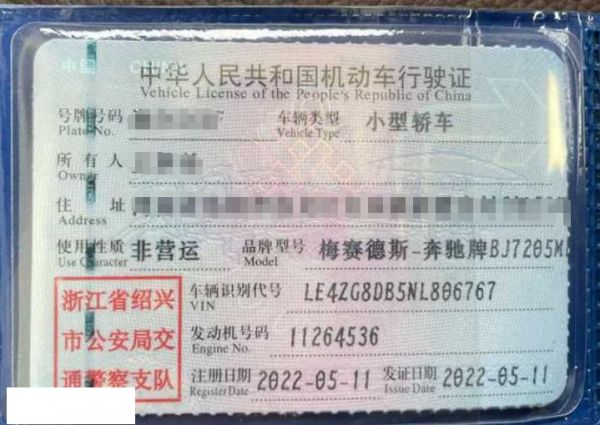 中国 CHIN
中华人民共和国机动车行驶证
Vehicle License of the People's Republic of China
号牌号码 车辆类型 小型轿车
Plate No. Vehicle Type
所有人
Owner
住址
Address
使用性质 非营运 品牌型号 梅赛德斯-奔驰牌BJ7205M
Use Character Model
浙江省绍兴 车辆识别代号 LE4ZG8DB5NL806767
VIN
市公安局交 发动机号码 11264536
Engine No.
通警察支队 注册日期 2022-05-11 发证日期 2022-05-11
Register Date Issue Date